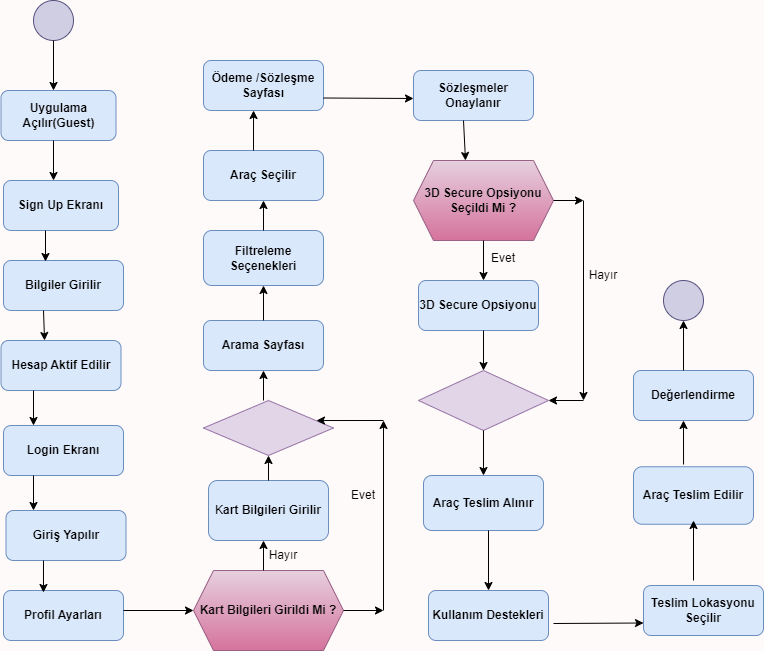 Uygulama
Açılır(Guest)
Sign Up Ekranı
Bilgiler Girilir
Hesap Aktif Edilir
Login Ekranı
Giriş Yapılır
Profil Ayarları
Kart Bilgileri Girildi Mi ?
Hayır
Evet
Kart Bilgileri Girilir
Arama Sayfası
Filtreleme
Seçenekleri
Araç Seçilir
Ödeme /Sözleşme
Sayfası
Sözleşmeler
Onaylanır
3D Secure Opsiyonu
Seçildi Mi ?
Evet
Hayır
3D Secure Opsiyonu
Araç Teslim Alınır
Kullanım Destekleri
Teslim Lokasyonu
Seçilir
Araç Teslim Edilir
Değerlendirme